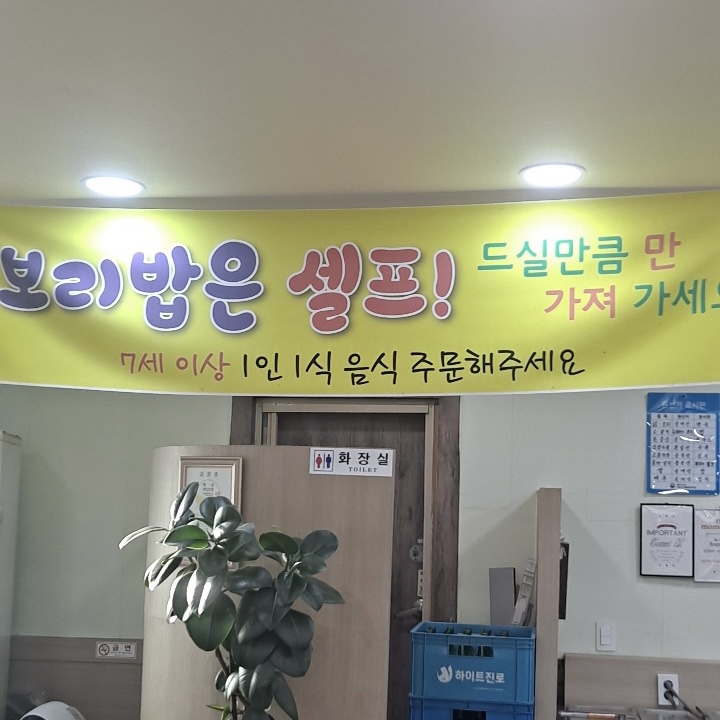 보리밥은 셀프!
드실만큼 만
가져 가세요
7세 이상 1인 1식 음식 주문해주세요
화장실
TOILET
금연
하이트진로
IMPORTANT